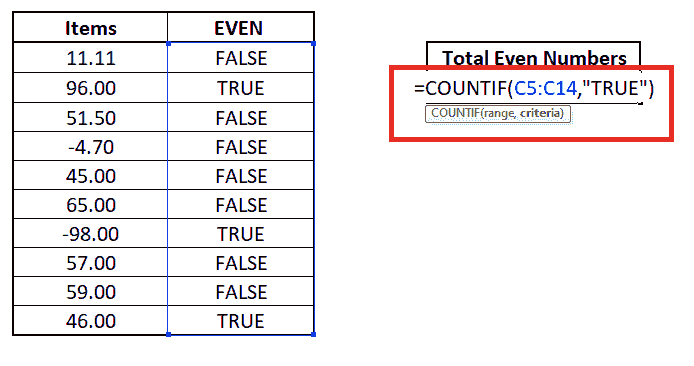 Items EVEN
11.11 FALSE
96.00 TRUE
51.50 FALSE
-4.70 FALSE
45.00 FALSE
65.00 FALSE
-98.00 TRUE
57.00 FALSE
59.00 FALSE
46.00 TRUE
Total Even Numbers
=COUNTIF(C5:C14,"TRUE")
COUNTIF(range, criteria)